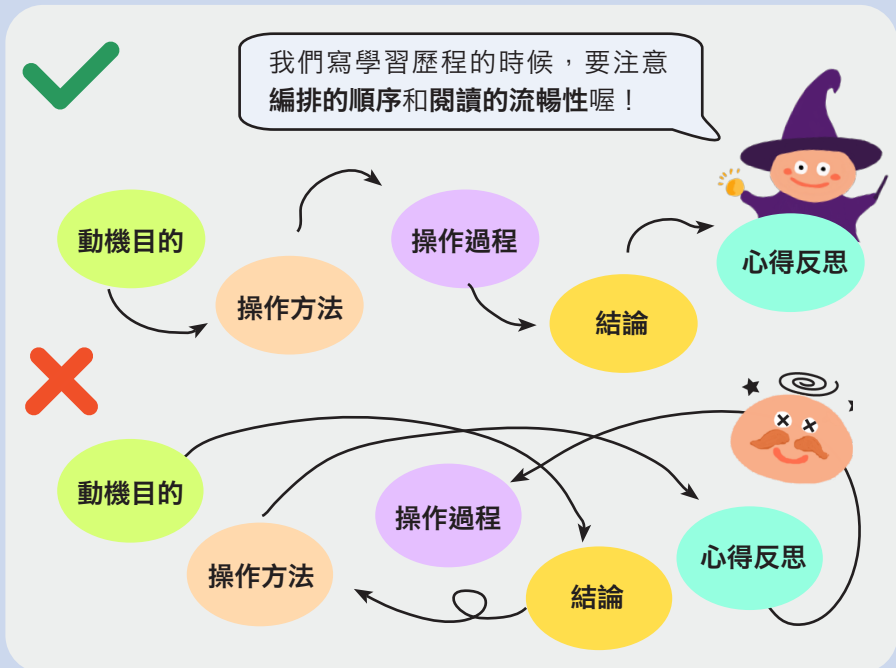 我們寫學習歷程的時候，要注意
編排的順序和閱讀的流暢性喔！
動機目的
操作方法
操作過程
結論
心得反思
動機目的
操作方法
操作過程
結論
心得反思